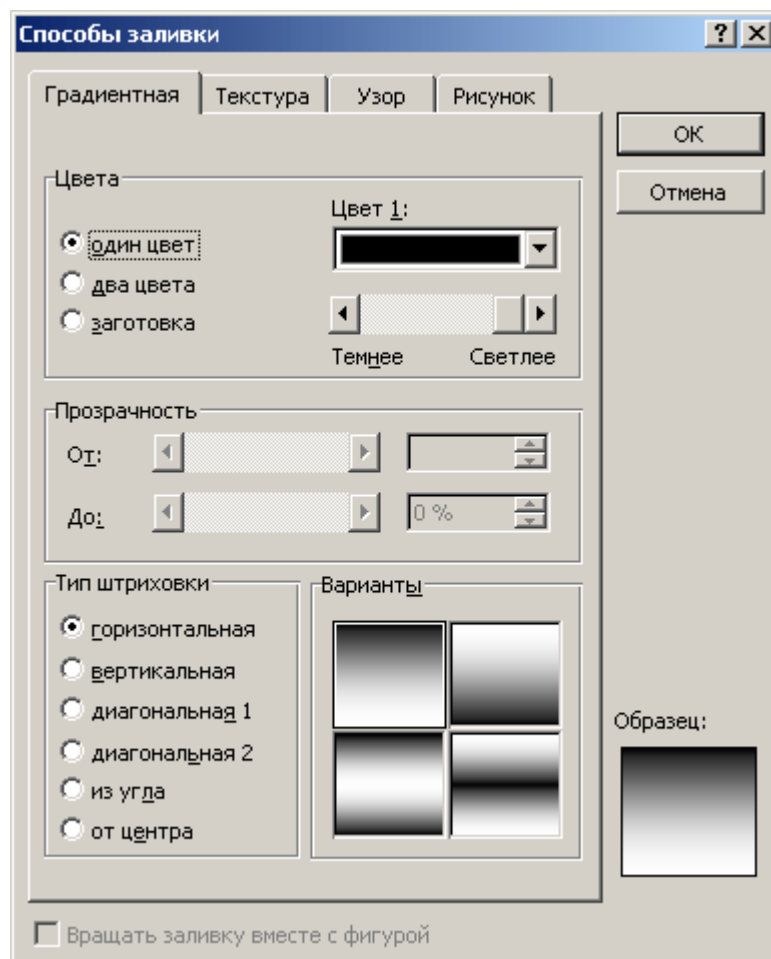 Способы заливки
Градиентная Текстура Узор Рисунок
ОК
Отмена
Цвета
Цвет 1:
один цвет
два цвета
заготовка
Темнее Светлее
Прозрачность
От:
До: 0 %
Тип штриховки
горизонтальная
вертикальная
диагональная 1
диагональная 2
из угла
от центра
Варианты
Образец:
Вращать заливку вместе с фигурой